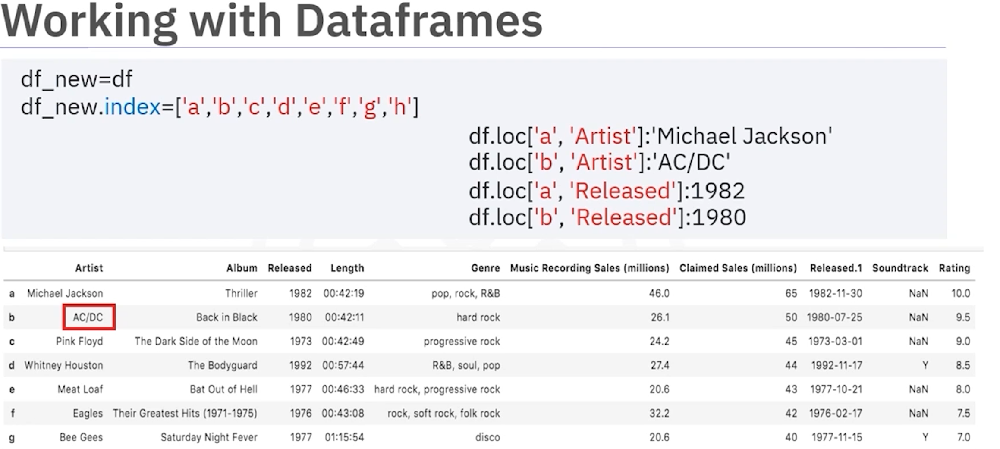 Working with Dataframes
df_new=df
df_new.index=['a','b','c','d','e','f','g','h']
df.loc['a', 'Artist']:'Michael Jackson'
df.loc['b', 'Artist']:'AC/DC'
df.loc['a', 'Released']:1982
df.loc['b', 'Released']:1980
Artist Album Released Length Genre Music Recording Sales (millions) Claimed Sales (millions) Released.1 Soundtrack Rating
a Michael Jackson Thriller 1982 00:42:19 pop, rock, R&B 46.0 65 1982-11-30 NaN 10.0
b AC/DC Back in Black 1980 00:42:11 hard rock 26.1 50 1980-07-25 NaN 9.5
c Pink Floyd The Dark Side of the Moon 1973 00:42:49 progressive rock 24.2 45 1973-03-01 NaN 9.0
d Whitney Houston The Bodyguard 1992 00:57:44 R&B, soul, pop 27.4 44 1992-11-17 Y 8.5
e Meat Loaf Bat Out of Hell 1977 00:46:33 hard rock, progressive rock 20.6 43 1977-10-21 NaN 8.0
f Eagles Their Greatest Hits (1971-1975) 1976 00:43:08 rock, soft rock, folk rock 32.2 42 1976-02-17 NaN 7.5
g Bee Gees Saturday Night Fever 1977 01:15:54 disco 20.6 40 1977-11-15 Y 7.0